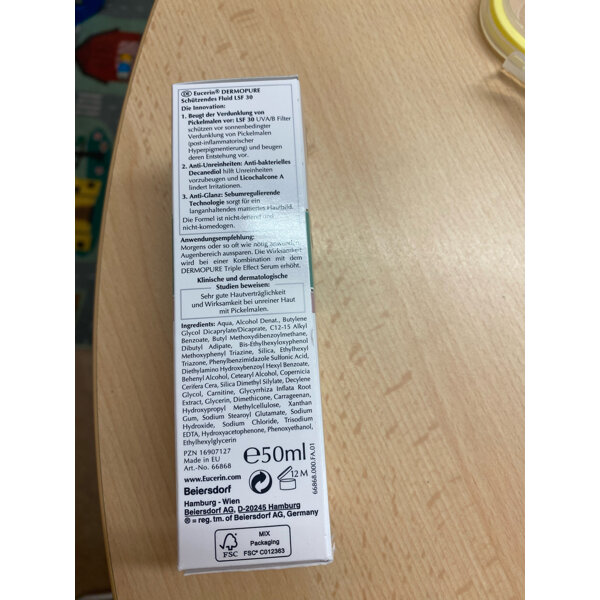 DE Eucerin® DERMOPURE
Schützendes Fluid LSF 30
Die Innovation:
1. Beugt der Verdunklung von
Pickelmalen vor: LSF 30 UVA/B Filter
schützen vor sonnenbedingter
Verdunklung von Pickelmalen
(post-inflammatorischer
Hyperpigmentierung) und beugen
deren Entstehung vor.
2. Anti-Unreinheiten: Anti-bakterielles
Decanediol hilft Unreinheiten
vorzubeugen und Licochalcone A
lindert Irritationen.
3. Anti-Glanz: Sebumregulierende
Technologie sorgt für ein
langanhaltendes mattiertes Hautbild.
Die Formel ist nicht-fettend und
nicht-komedogen.
Anwendungsempfehlung:
Morgens oder so oft wie nötig anwenden,
Augenbereich aussparen. Die Wirksamkeit
wird bei einer Kombination mit dem
DERMOPURE Triple Effect Serum erhöht.
Klinische und dermatologische
Studien beweisen:
Sehr gute Hautverträglichkeit
und Wirksamkeit bei unreiner Haut
mit Pickelmalen.
Ingredients: Aqua, Alcohol Denat., Butylene
Glycol Dicaprylate/Dicaprate, C12-15 Alkyl
Benzoate, Butyl Methoxydibenzoylmethane,
Dibutyl Adipate, Bis-Ethylhexyloxyphenol
Methoxyphenyl Triazine, Silica, Ethylhexyl
Triazone, Phenylbenzimidazole Sulfonic Acid,
Diethylamino Hydroxybenzoyl Hexyl Benzoate,
Behenyl Alcohol, Cetearyl Alcohol, Copernicia
Cerifera Cera, Silica Dimethyl Silylate, Decylene
Glycol, Carnitine, Glycyrrhiza Inflata Root
Extract, Glycerin, Dimethicone, Carrageenan,
Hydroxypropyl Methylcellulose, Xanthan
Gum, Sodium Stearoyl Glutamate, Sodium
Hydroxide, Sodium Chloride, Trisodium
EDTA, Hydroxyacetophenone, Phenoxyethanol,
Ethylhexylglycerin
PZN 16907127
Made in EU
Art.-No. 66868
℮50ml
12 M
66868.000.FA.01
www.Eucerin.com
Beiersdorf
Hamburg - Wien
Beiersdorf AG, D-20245 Hamburg
® = reg. tm. of Beiersdorf AG, Germany
FSC
MIX
Packaging
FSC® C012363